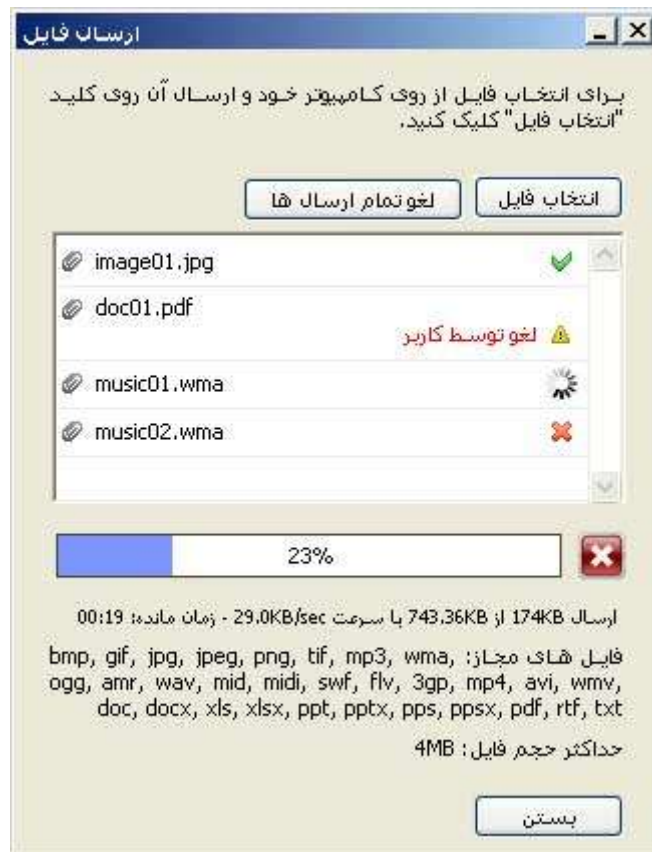 ارسال فایل
برای انتخاب فایل از روی کامپیوتر خود و ارسال آن روی کلید
"انتخاب فایل" کلیک کنید.
انتخاب فایل
لغو تمام ارسال ها
image01.jpg
doc01.pdf
لغو توسط کاربر
music01.wma
music02.wma
23%
ارسال 174KB از 743.36KB با سرعت 29.0KB/sec - زمان مانده: 00:19
فایل های مجاز: bmp, gif, jpg, jpeg, png, tif, mp3, wma,
ogg, amr, wav, mid, midi, swf, flv, 3gp, mp4, avi, wmv,
doc, docx, xls, xlsx, ppt, pptx, pps, ppsx, pdf, rtf, txt
حداکثر حجم فایل: 4MB
بستن